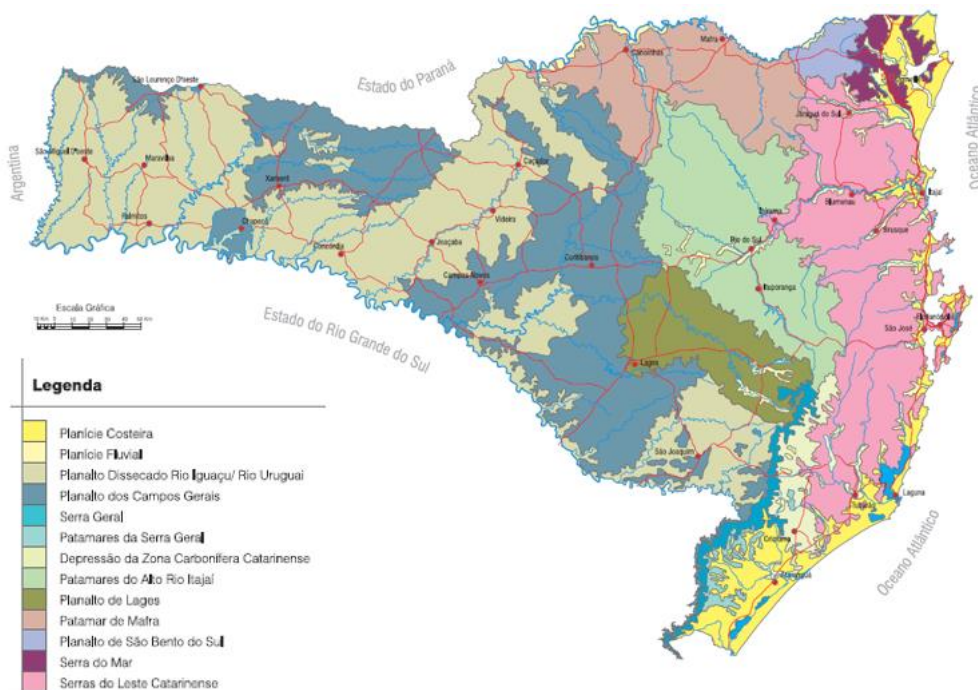 Estado do Paraná
Oceano Atlântico
Argentina
São Lourenço D'oeste
Canoinhas
Mafra
Jaraguá do Sul
São Miguel D'oeste
Maravilha
Caçador
Xanxerê
Itajaí
Blumenau
Ibirama
Brusque
Palmitos
Chapecó
Videira
Rio do Sul
Concórdia
Joaçaba
Curitibanos
Campos Novos
Ituporanga
Escala Gráfica
Estado do Rio Grande do Sul
Florianópolis
São José
Lages
São Joaquim
Tubarão
Laguna
Criciúma
Araranguá
Oceano Atlântico
Legenda
Planície Costeira
Planície Fluvial
Planalto Dissecado Rio Iguaçu/ Rio Uruguai
Planalto dos Campos Gerais
Serra Geral
Patamares da Serra Geral
Depressão da Zona Carbonífera Catarinense
Patamares do Alto Rio Itajaí
Planalto de Lages
Patamar de Mafra
Planalto de São Bento do Sul
Serra do Mar
Serras do Leste Catarinense